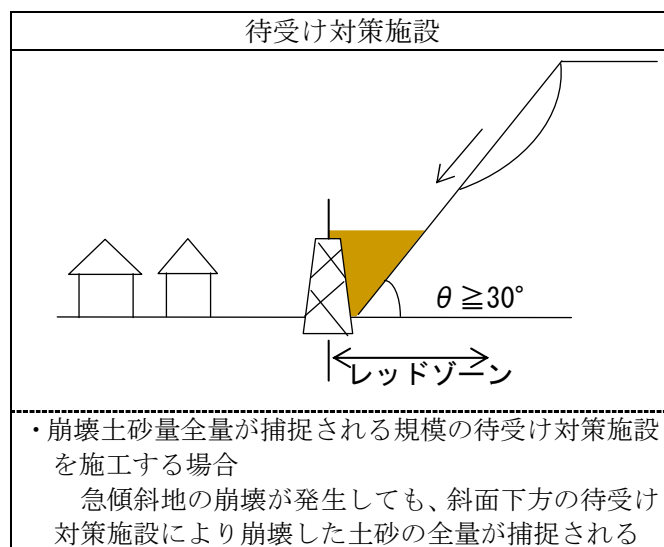 待受け対策施設
θ≧30°
レッドゾーン
・崩壊土砂量全量が捕捉される規模の待受け対策施設
を施工する場合
急傾斜地の崩壊が発生しても、斜面下方の待受け
対策施設により崩壊した土砂の全量が捕捉される